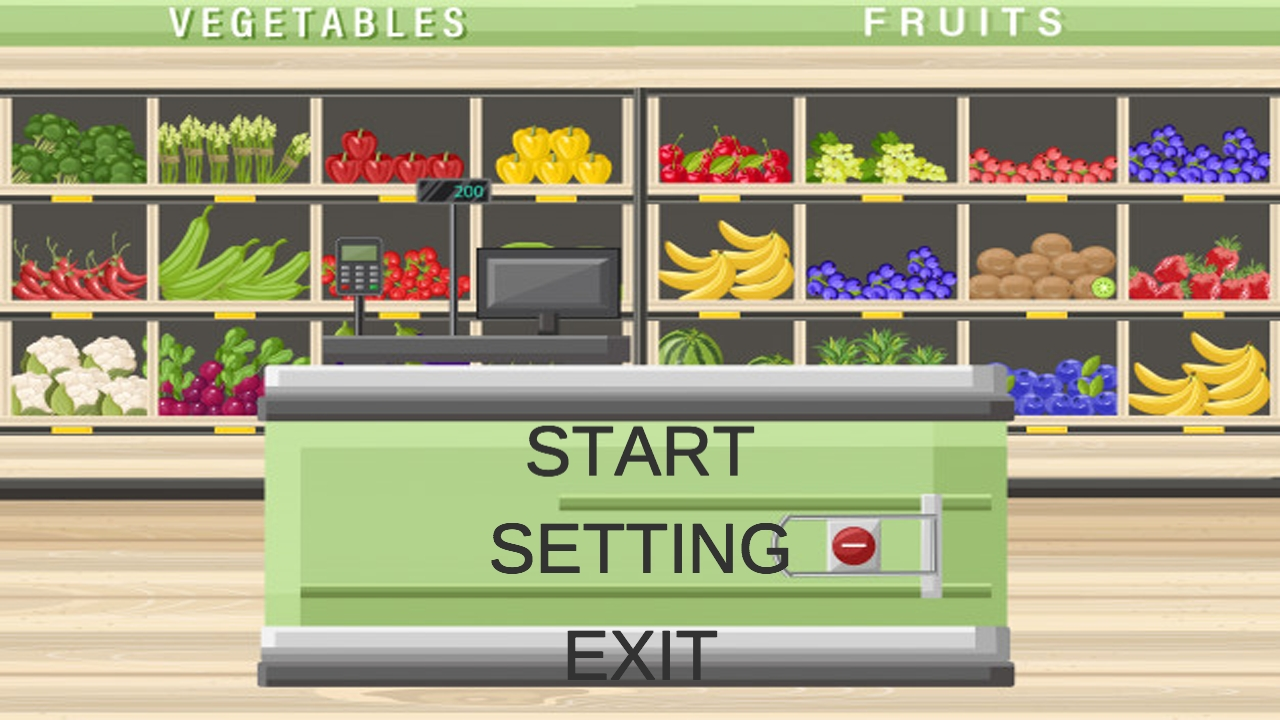 VEGETABLES
FRUITS
200
START
SETTING
EXIT